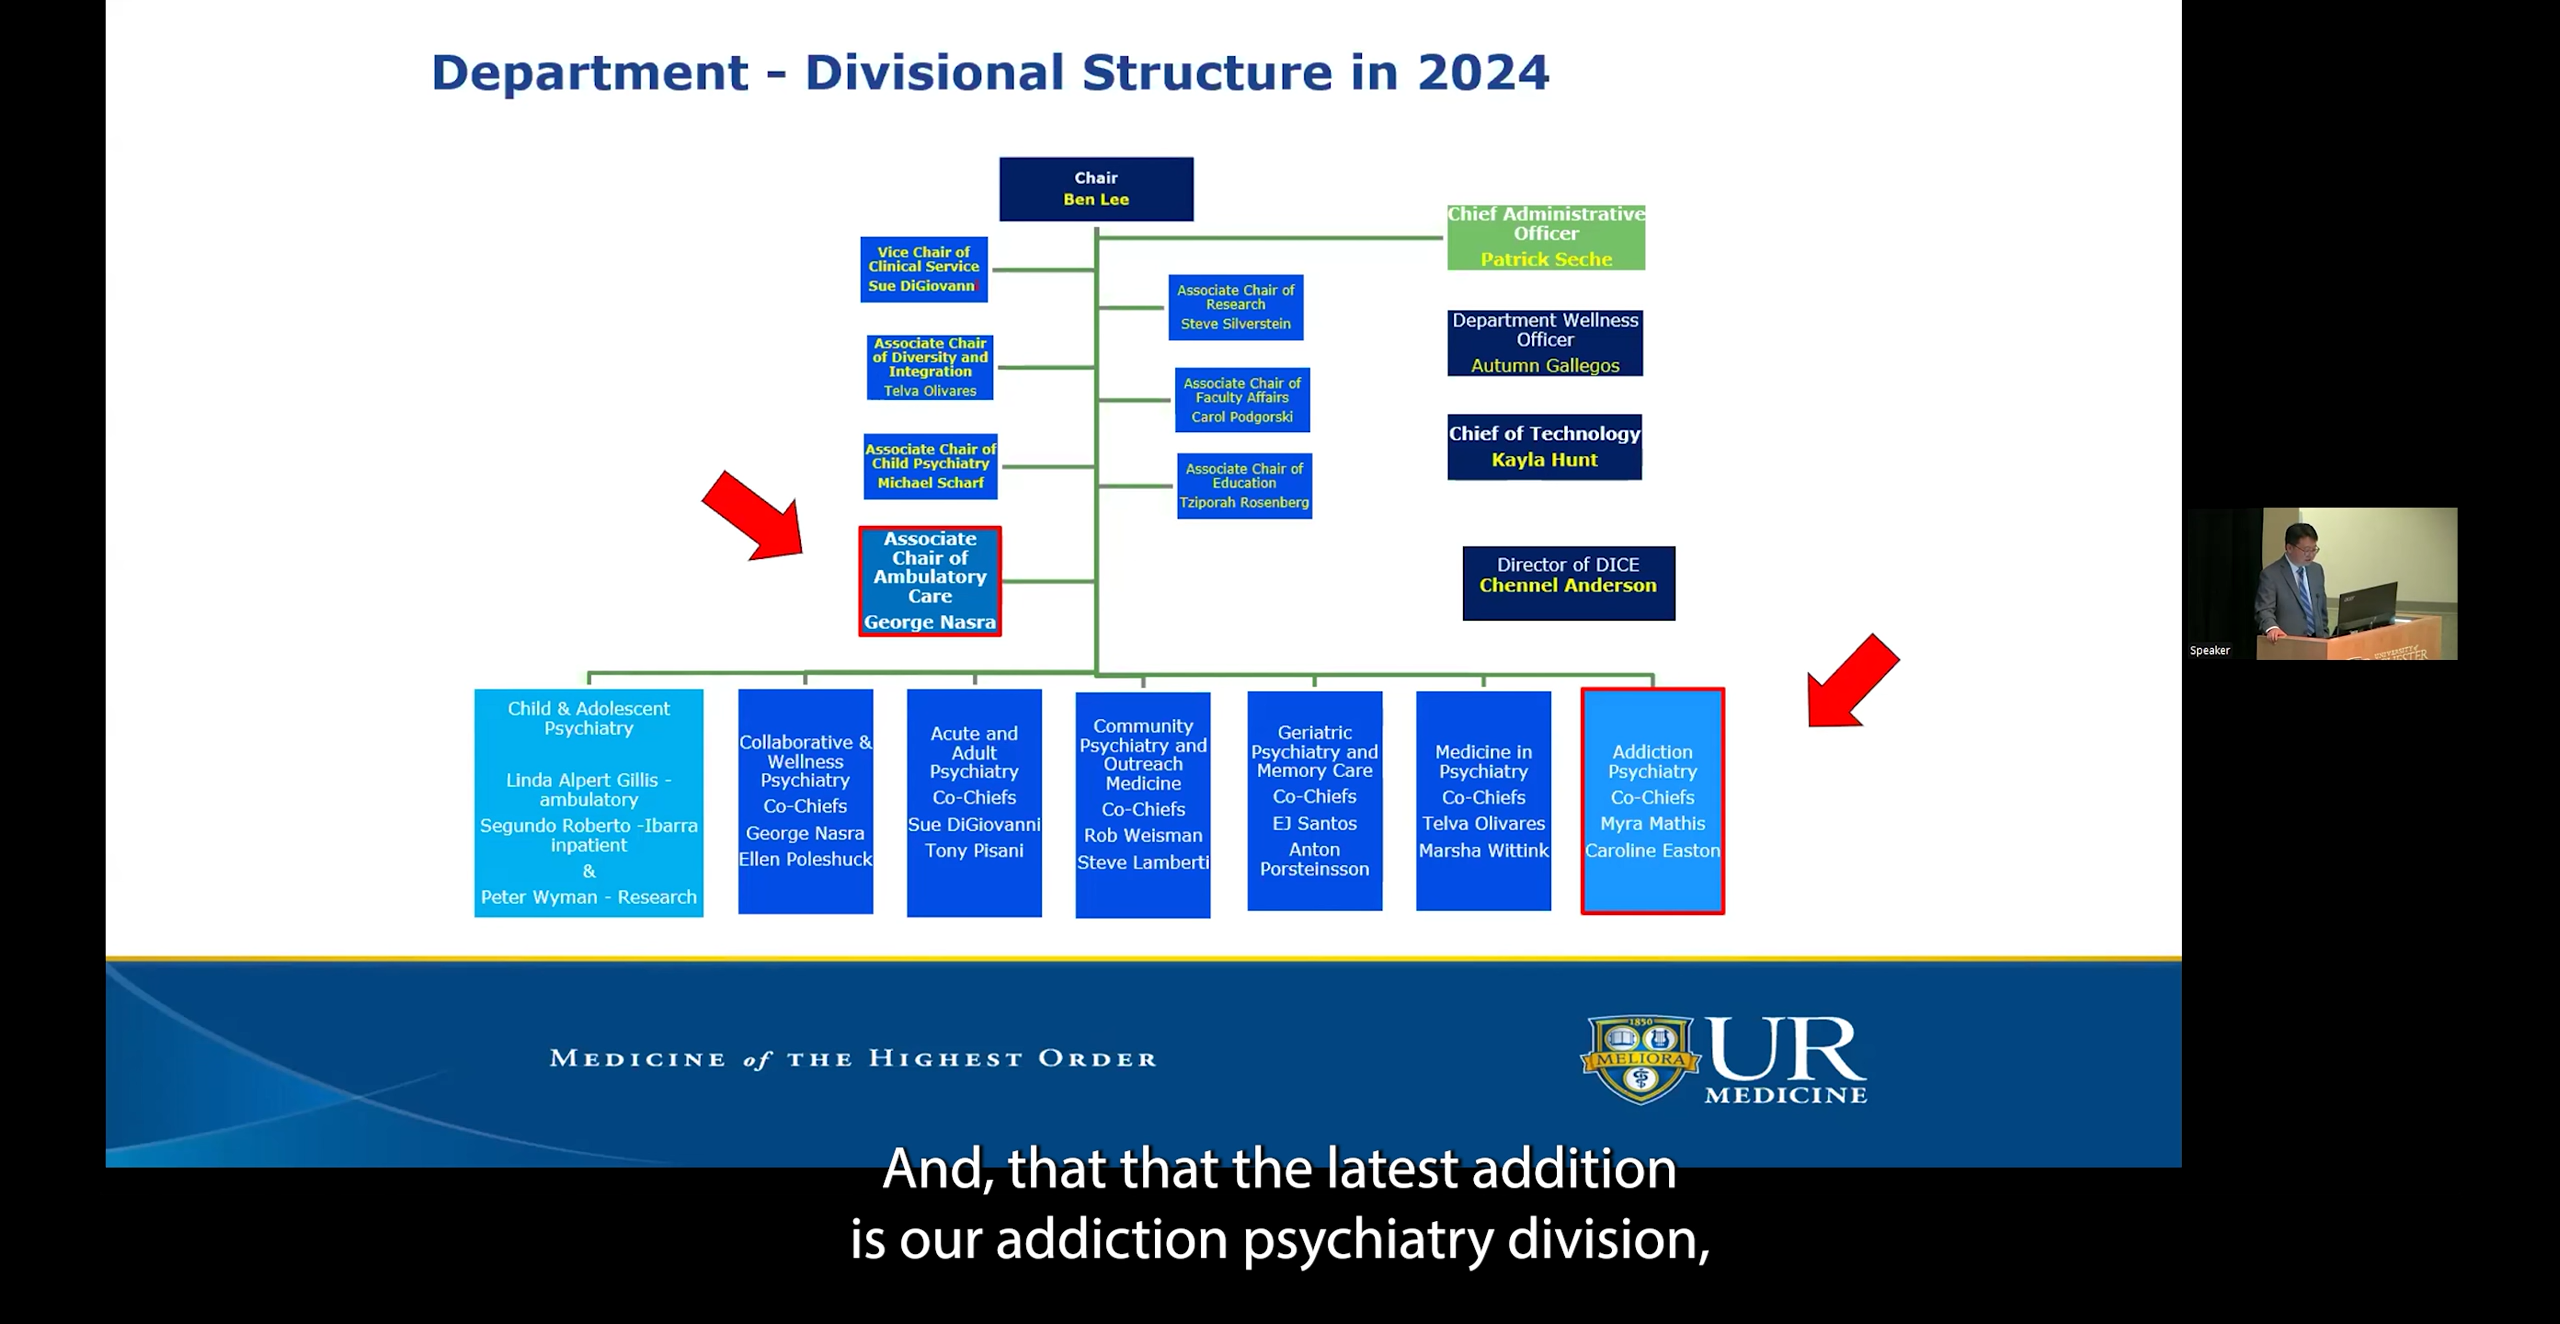 Department - Divisional Structure in 2024
Chair
Ben Lee
Chief Administrative
Officer
Patrick Seche
Vice Chair of
Clinical Service
Sue DiGiovanni
Associate Chair of
Research
Steve Silverstein
Department Wellness
Officer
Autumn Gallegos
Associate Chair
of Diversity and
Integration
Telva Olivares
Associate Chair of
Faculty Affairs
Carol Podgorski
Chief of Technology
Kayla Hunt
Associate Chair of
Child Psychiatry
Michael Scharf
Associate Chair of
Education
Tziporah Rosenberg
Associate
Chair of
Ambulatory
Care
George Nasra
Director of DICE
Chennel Anderson
Child & Adolescent
Psychiatry
Linda Alpert Gillis -
ambulatory
Segundo Roberto -Ibarra
inpatient
&
Peter Wyman - Research
Collaborative &
Wellness
Psychiatry
Co-Chiefs
George Nasra
Ellen Poleshuck
Acute and
Adult
Psychiatry
Co-Chiefs
Sue DiGiovanni
Tony Pisani
Community
Psychiatry and
Outreach
Medicine
Co-Chiefs
Rob Weisman
Steve Lamberti
Geriatric
Psychiatry and
Memory Care
Co-Chiefs
EJ Santos
Anton
Porsteinsson
Medicine in
Psychiatry
Co-Chiefs
Telva Olivares
Marsha Wittink
Addiction
Psychiatry
Co-Chiefs
Myra Mathis
Caroline Easton
Speaker
MEDICINE of THE HIGHEST ORDER
1850
MELIORA
UR
MEDICINE
And, that that the latest addition
is our addiction psychiatry division,